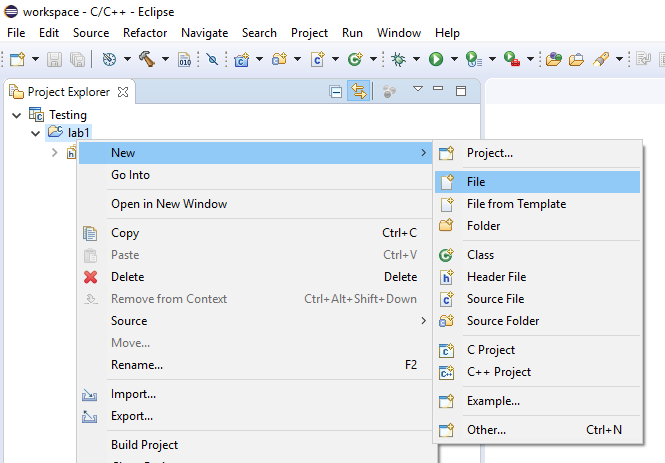 workspace - C/C++ - Eclipse
File Edit Source Refactor Navigate Search Project Run Window Help
Project Explorer
Testing
lab1
New
Go Into
Open in New Window
Copy Ctrl+C
Paste Ctrl+V
Delete Delete
Remove from Context Ctrl+Alt+Shift+Down
Source
Move...
Rename... F2
Import...
Export...
Build Project
Project...
File
File from Template
Folder
Class
Header File
Source File
Source Folder
C Project
C++ Project
Example...
Other... Ctrl+N